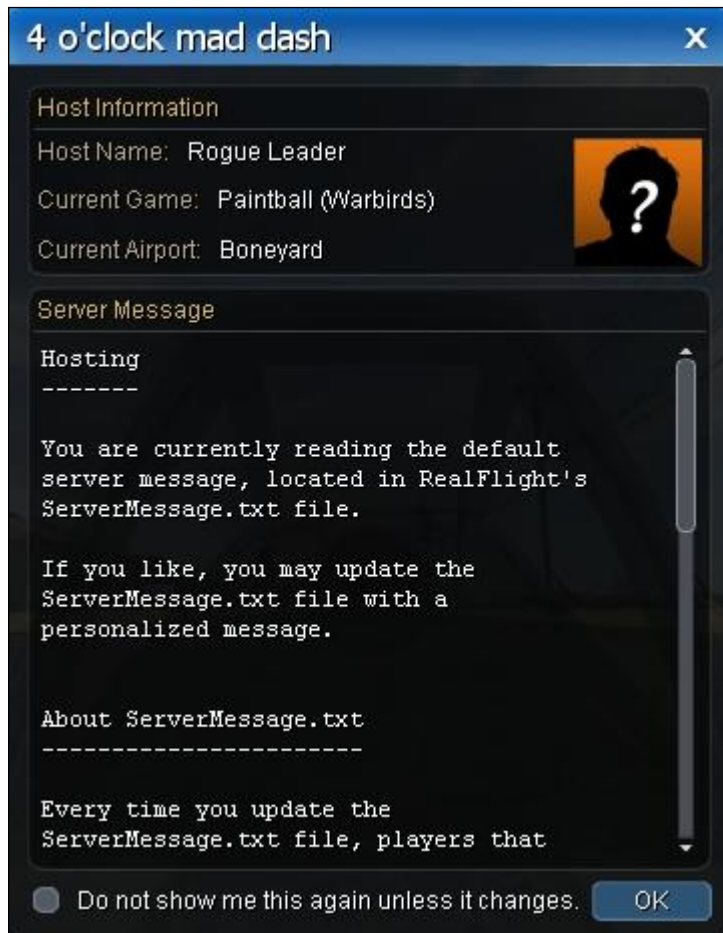 4 o'clock mad dash
X
Host Information
Host Name: Rogue Leader
Current Game: Paintball (Warbirds)
Current Airport: Boneyard
?
Server Message
Hosting
-------
You are currently reading the default
server message, located in RealFlight's
ServerMessage.txt file.
If you like, you may update the
ServerMessage.txt file with a
personalized message.
About ServerMessage.txt
-----------------------
Every time you update the
ServerMessage.txt file, players that
Do not show me this again unless it changes.
OK